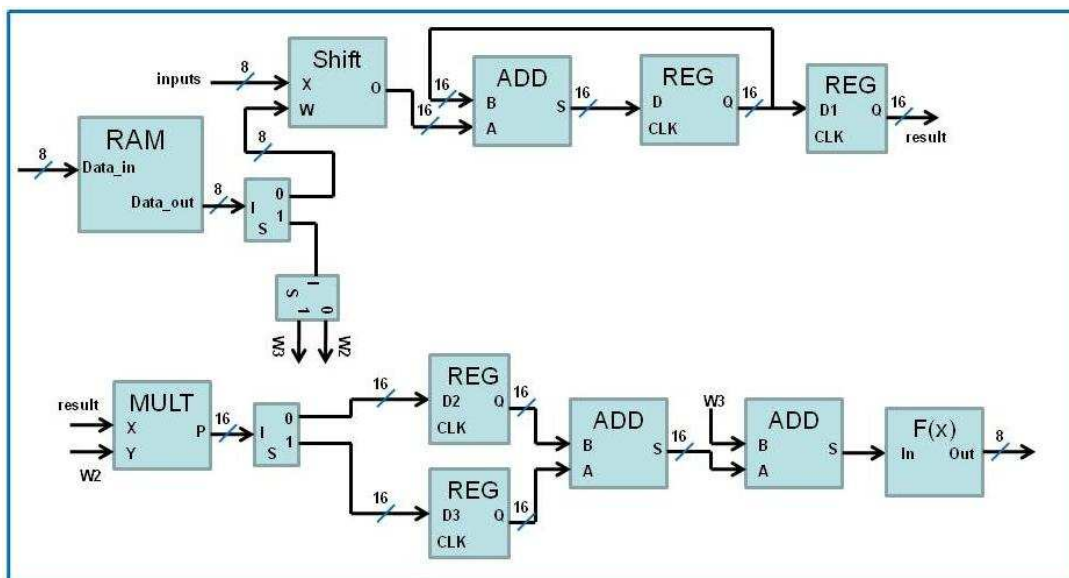 Shift
inputs 8 X O
W
16 ADD
B S 16
16 A
REG
D Q 16
CLK
REG
D1 Q 16
CLK
result
8
RAM
8 Data_in
Data_out 8
0
I 1
S
I
S
1 0
W3 W2
result MULT
X P 16
Y
W2
0
I 1
S
16 REG
D2 Q 16
CLK
16 REG
D3 Q 16
CLK
ADD
B S 16
A
W3
ADD
B S
A
F(x)
In Out 8